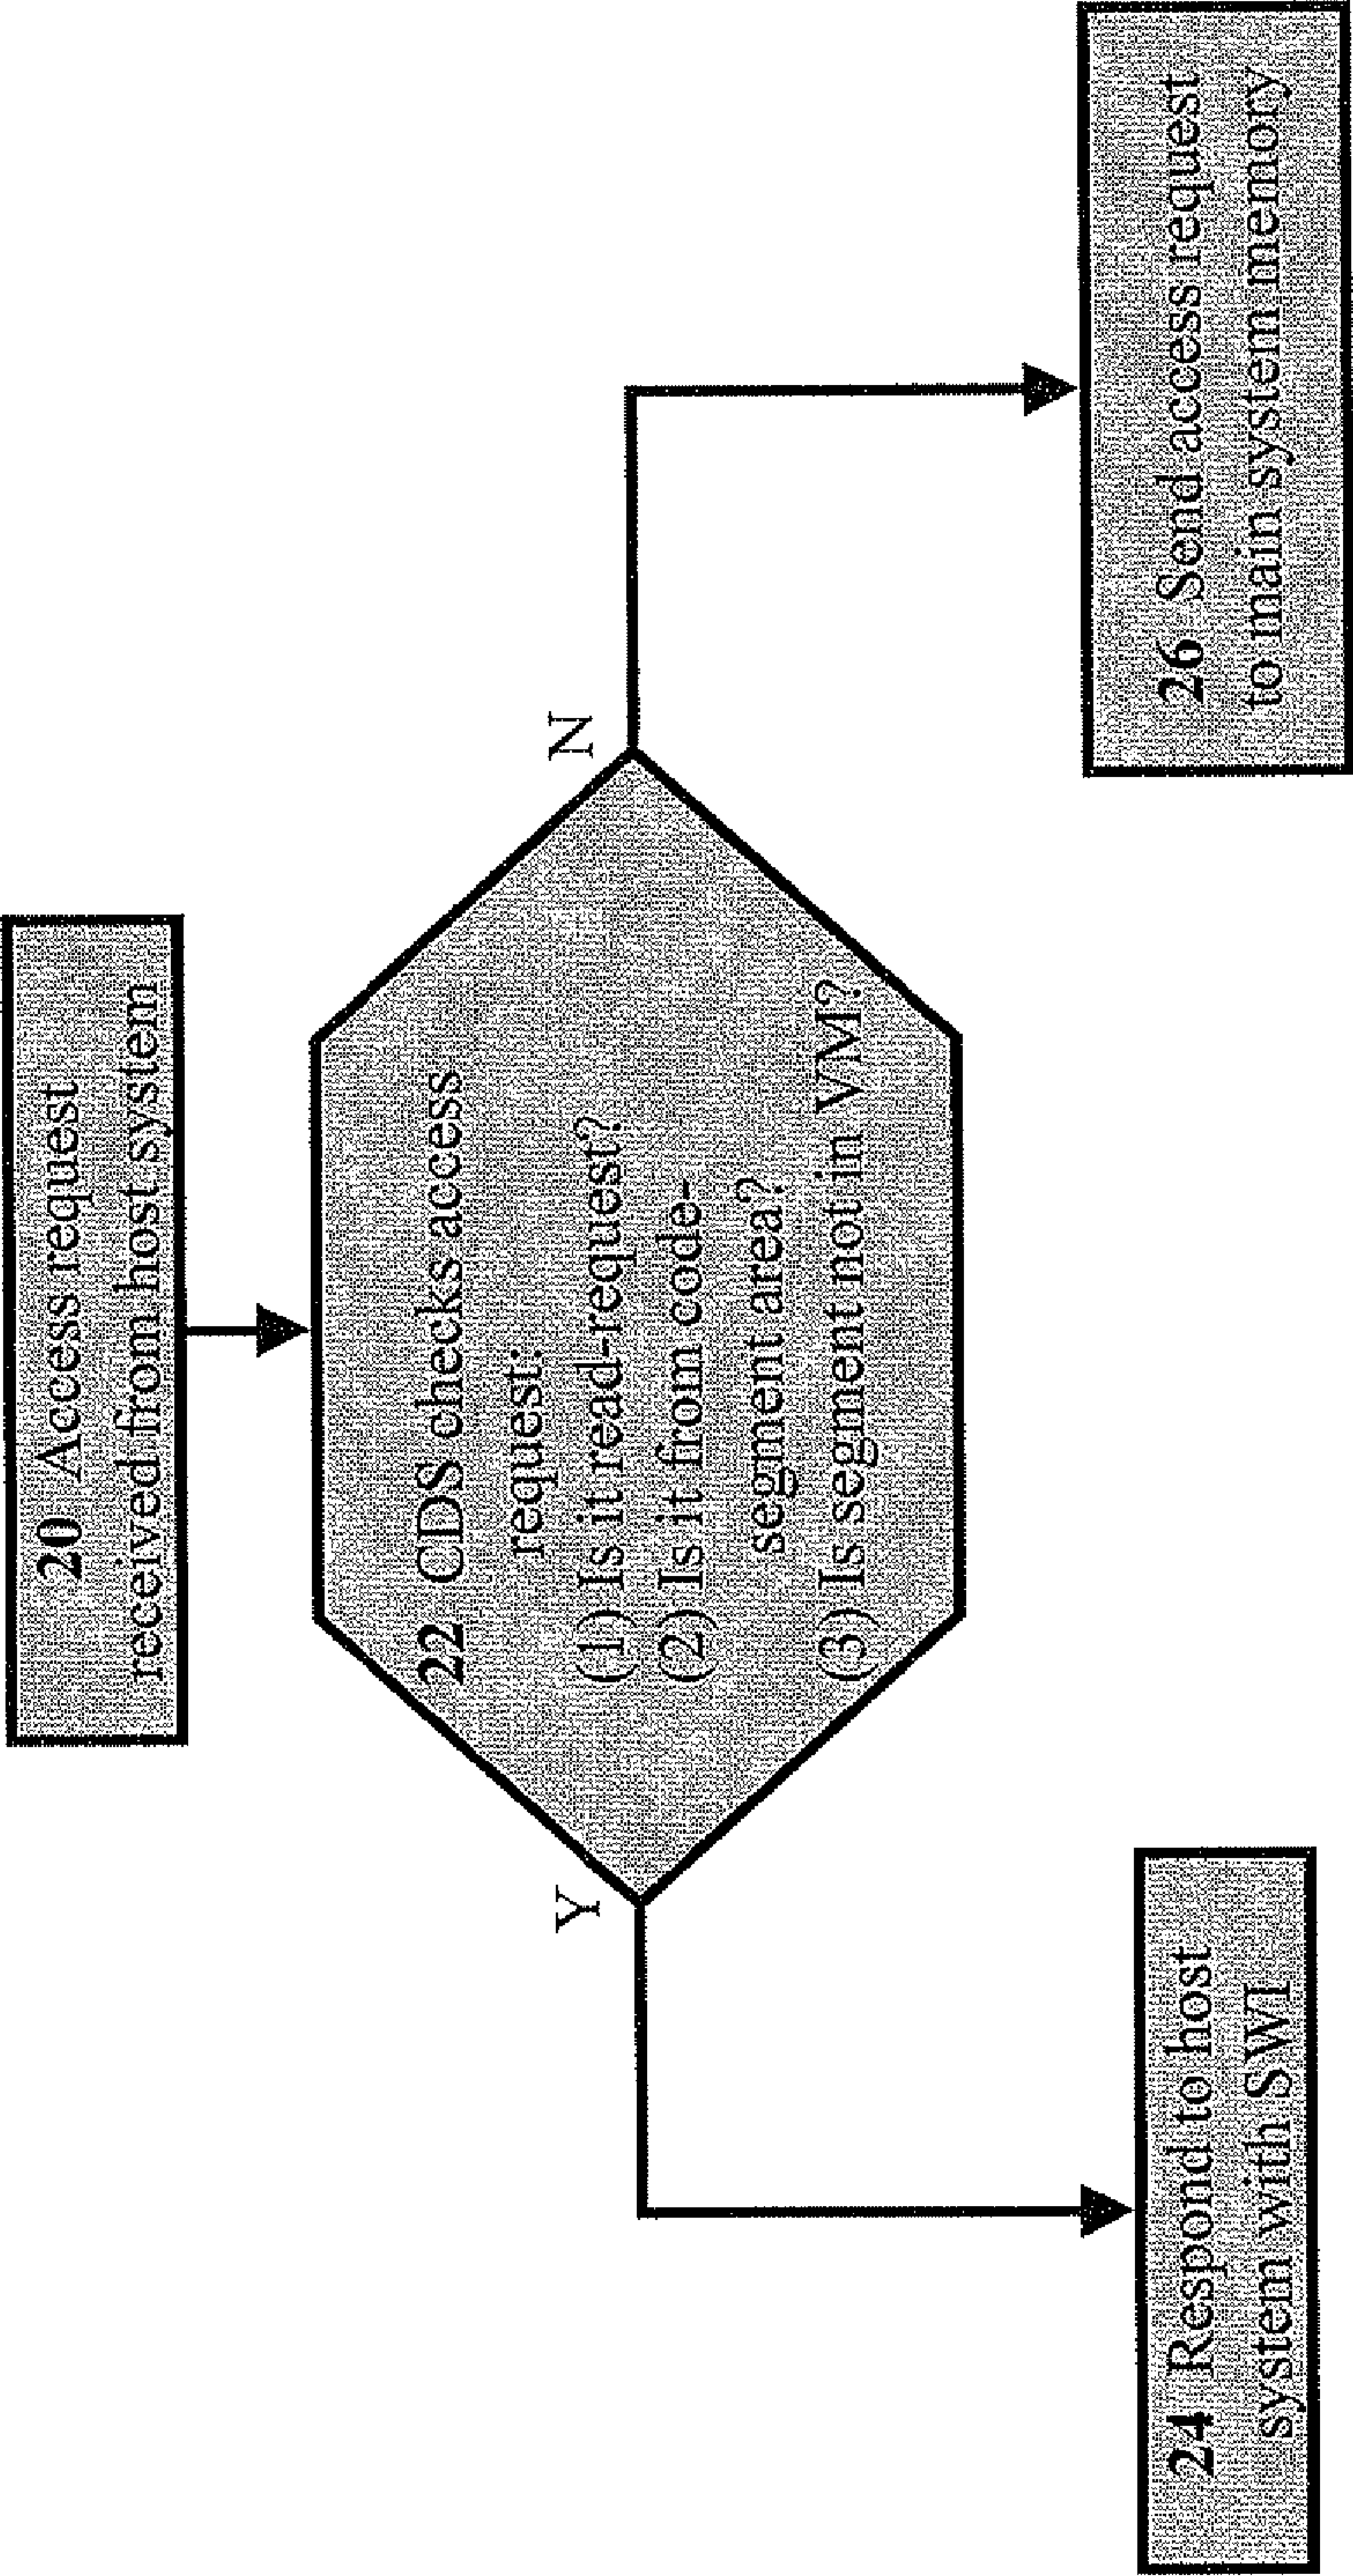 20 Access request
received from host system
22 CDS checks access
request:
(1) Is it read-request?
(2) Is it from code-
segment area?
(3) Is segment not in VM?
Y
N
24 Respond to host
system with SWI
26 Send access request
to main system memory